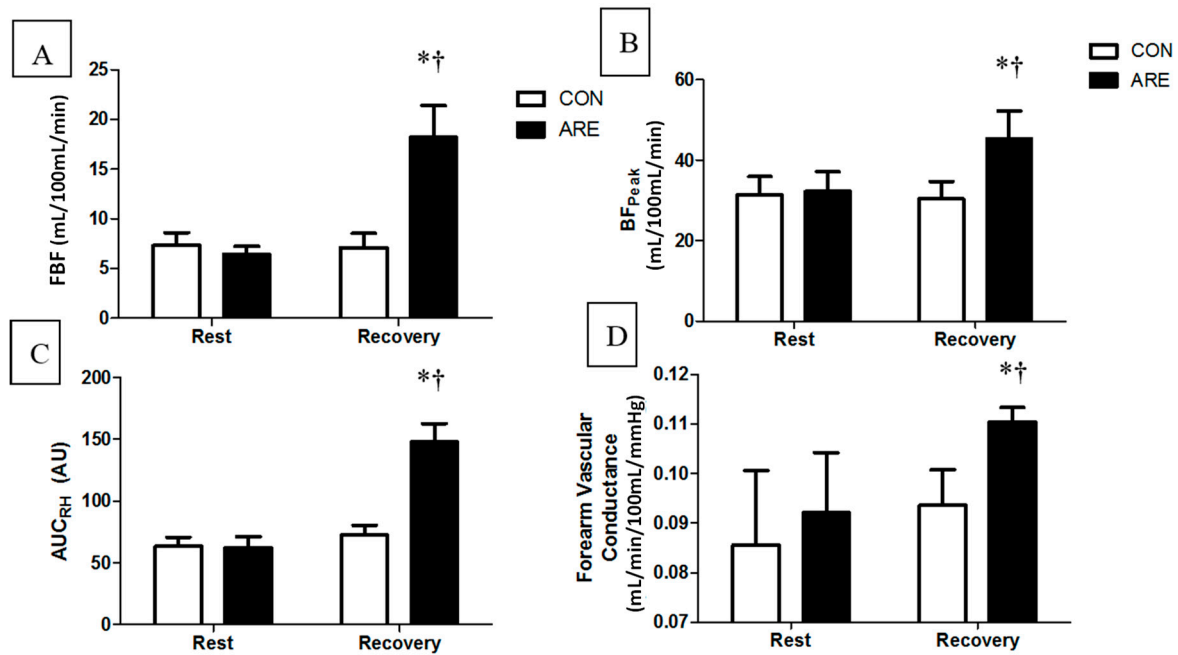 A
FBF (mL/100mL/min)
25
20
15
10
5
0
*†
Rest
Recovery
CON
ARE
B
BFPeak
(mL/100mL/min)
60
40
20
0
*†
Rest
Recovery
CON
ARE
C
AUCRH (AU)
200
150
100
50
0
*†
Rest
Recovery
D
Forearm Vascular
Conductance
(mL/min/100mL/mmHg)
0.12
0.11
0.10
0.09
0.08
0.07
*†
Rest
Recovery